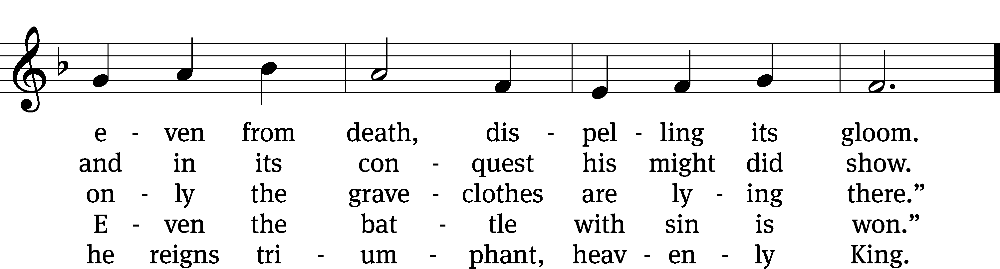 e - ven from death, dis - pel - ling its gloom.
and in its con - quest his might did show.
on - ly the grave - clothes are ly - ing there.”
E - ven the bat - tle with sin is won.”
he reigns tri - um - phant, heav - en - ly King.